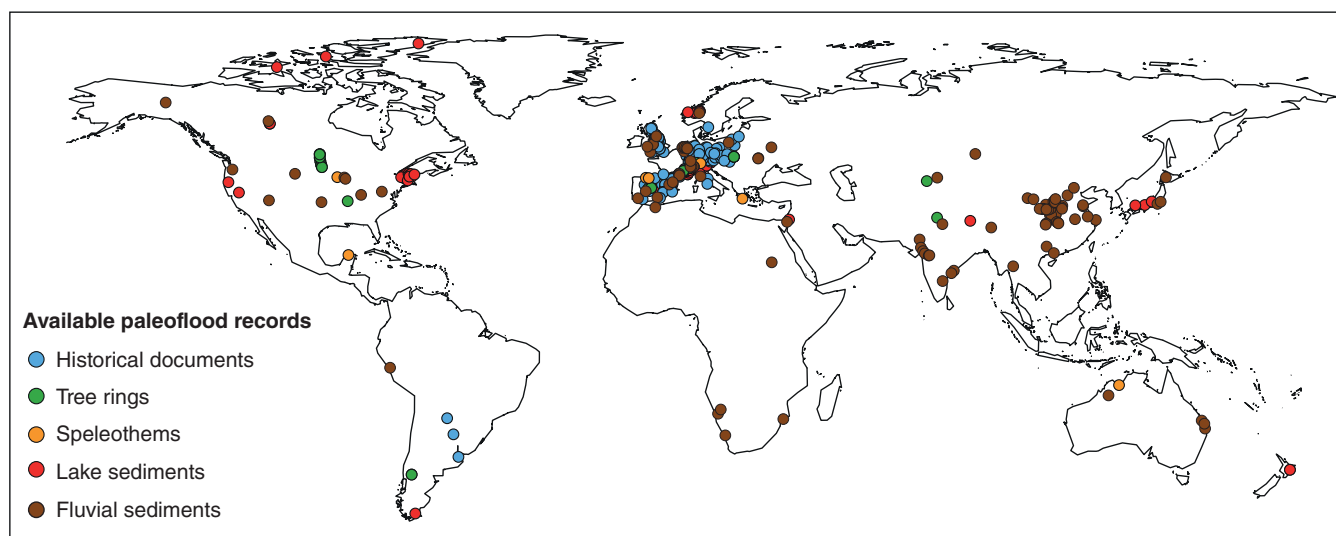 Available paleoflood records
Historical documents
Tree rings
Speleothems
Lake sediments
Fluvial sediments